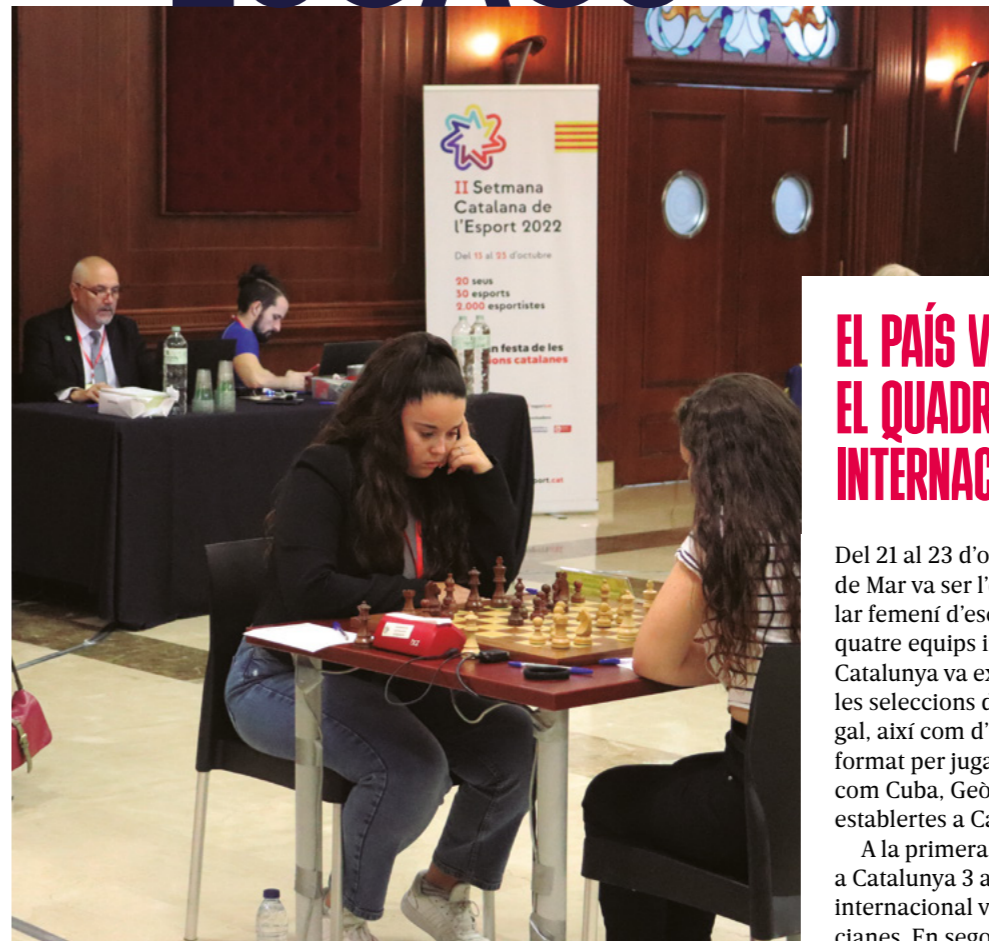 II Setmana
Catalana de
l'Esport 2022
Del 13 al 25 d'octubre
20 seus
30 esports
2.000 esportistes
festa de les
catalanes
EL PAÍS V
EL QUADR
INTERNAC
Del 21 al 23 d'o
de Mar va ser l'
lar femení d'esc
quatre equips i
Catalunya va ex
les seleccions d
gal, així com d'
format per juga
com Cuba, Geò
establertes a Ca
A la primera
a Catalunya 3 a
internacional v
cianes. En sego